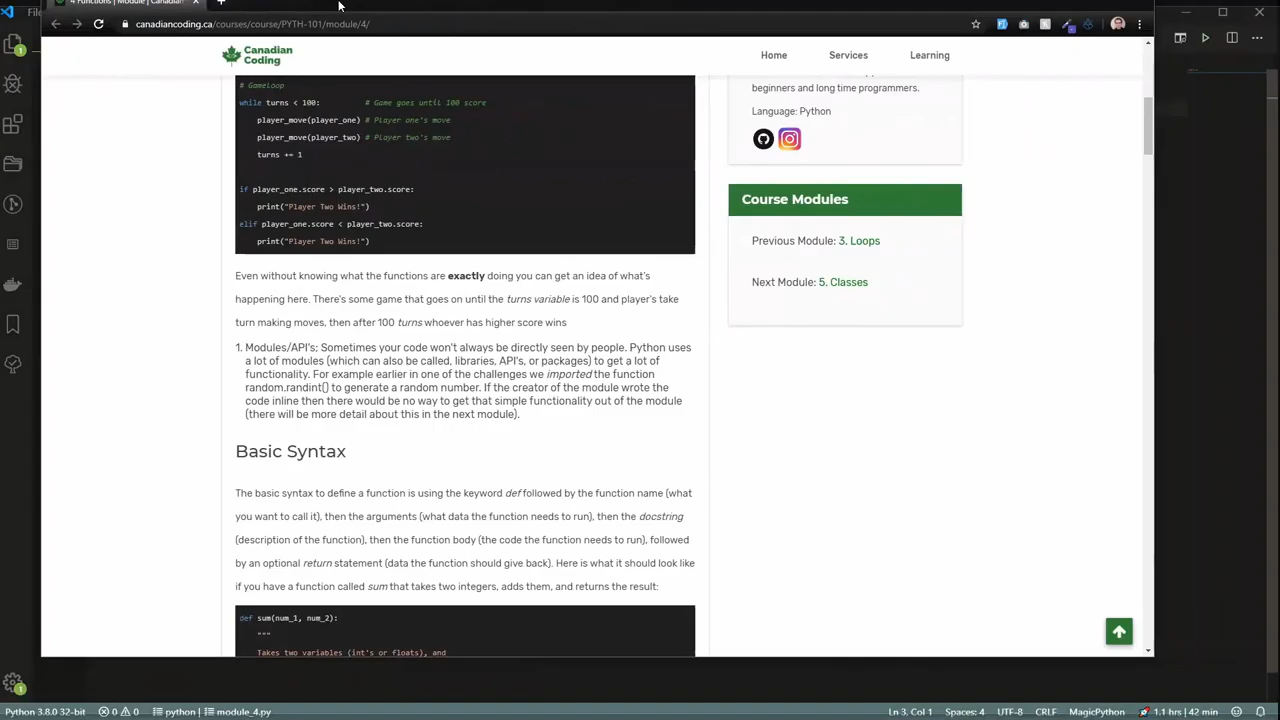 File
4 Functions | Module | Canadian
canadiancoding.ca/courses/course/PYTH-101/module/4/
Canadian
Coding
Home
Services
Learning
# Gameloop
while turns < 100: # Game goes until 100 score
player_move(player_one) # Player one's move
player_move(player_two) # Player two's move
turns += 1
if player_one.score > player_two.score:
print("Player Two Wins!")
elif player_one.score < player_two.score:
print("Player Two Wins!")
Even without knowing what the functions are exactly doing you can get an idea of what's
happening here. There's some game that goes on until the turns variable is 100 and player's take
turn making moves, then after 100 turns whoever has higher score wins
1. Modules/API's; Sometimes your code won't always be directly seen by people. Python uses
a lot of modules (which can also be called, libraries, API's, or packages) to get a lot of
functionality. For example earlier in one of the challenges we imported the function
random.randint() to generate a random number. If the creator of the module wrote the
code inline then there would be no way to get that simple functionality out of the module
(there will be more detail about this in the next module).
Basic Syntax
The basic syntax to define a function is using the keyword def followed by the function name (what
you want to call it), then the arguments (what data the function needs to run), then the docstring
(description of the function), then the function body (the code the function needs to run), followed
by an optional return statement (data the function should give back). Here is what it should look like
if you have a function called sum that takes two integers, adds them, and returns the result:
def sum(num_1, num_2):
"""
Takes two variables (int's or floats), and
beginners and long time programmers.
Language: Python
Course Modules
Previous Module: 3. Loops
Next Module: 5. Classes
1
1
Python 3.8.0 32-bit
0
0
python |
module_4.py
Ln 3, Col 1
Spaces: 4
UTF-8
CRLF
MagicPython
1.1 hrs | 42 min